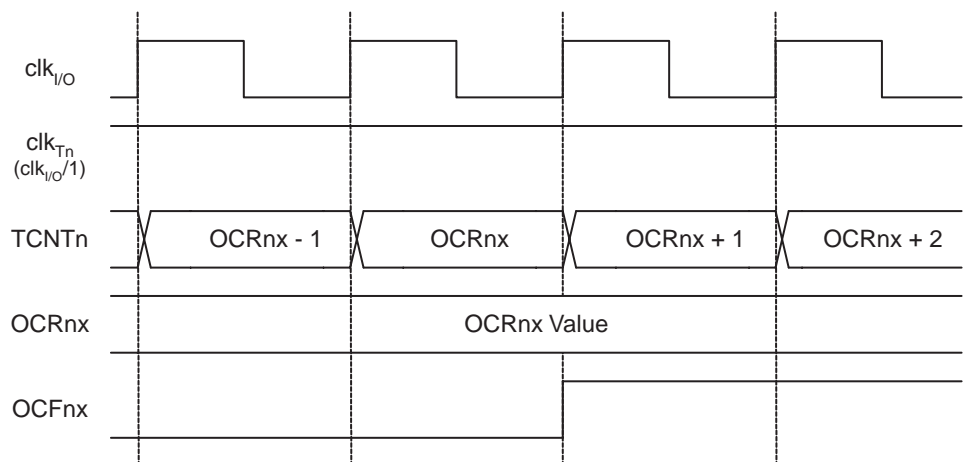 clkI/O
clkTn
(clkI/O/1)
TCNTn OCRnx - 1 OCRnx OCRnx + 1 OCRnx + 2
OCRnx OCRnx Value
OCFnx